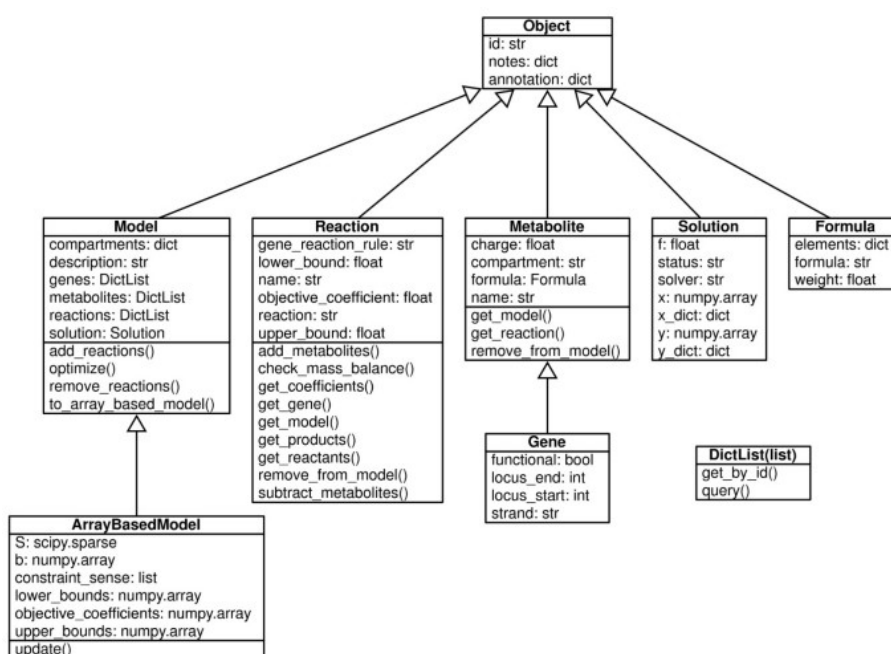 Object
id: str
notes: dict
annotation: dict
Model
compartments: dict
description: str
genes: DictList
metabolites: DictList
reactions: DictList
solution: Solution
add_reactions()
optimize()
remove_reactions()
to_array_based_model()
Reaction
gene_reaction_rule: str
lower_bound: float
name: str
objective_coefficient: float
reaction: str
upper_bound: float
add_metabolites()
check_mass_balance()
get_coefficients()
get_gene()
get_model()
get_products()
get_reactants()
remove_from_model()
subtract_metabolites()
Metabolite
charge: float
compartment: str
formula: Formula
name: str
get_model()
get_reaction()
remove_from_model()
Solution
f: float
status: str
solver: str
x: numpy.array
x_dict: dict
y: numpy.array
y_dict: dict
Formula
elements: dict
formula: str
weight: float
Gene
functional: bool
locus_end: int
locus_start: int
strand: str
DictList(list)
get_by_id()
query()
ArrayBasedModel
S: scipy.sparse
b: numpy.array
constraint_sense: list
lower_bounds: numpy.array
objective_coefficients: numpy.array
upper_bounds: numpy.array
update()